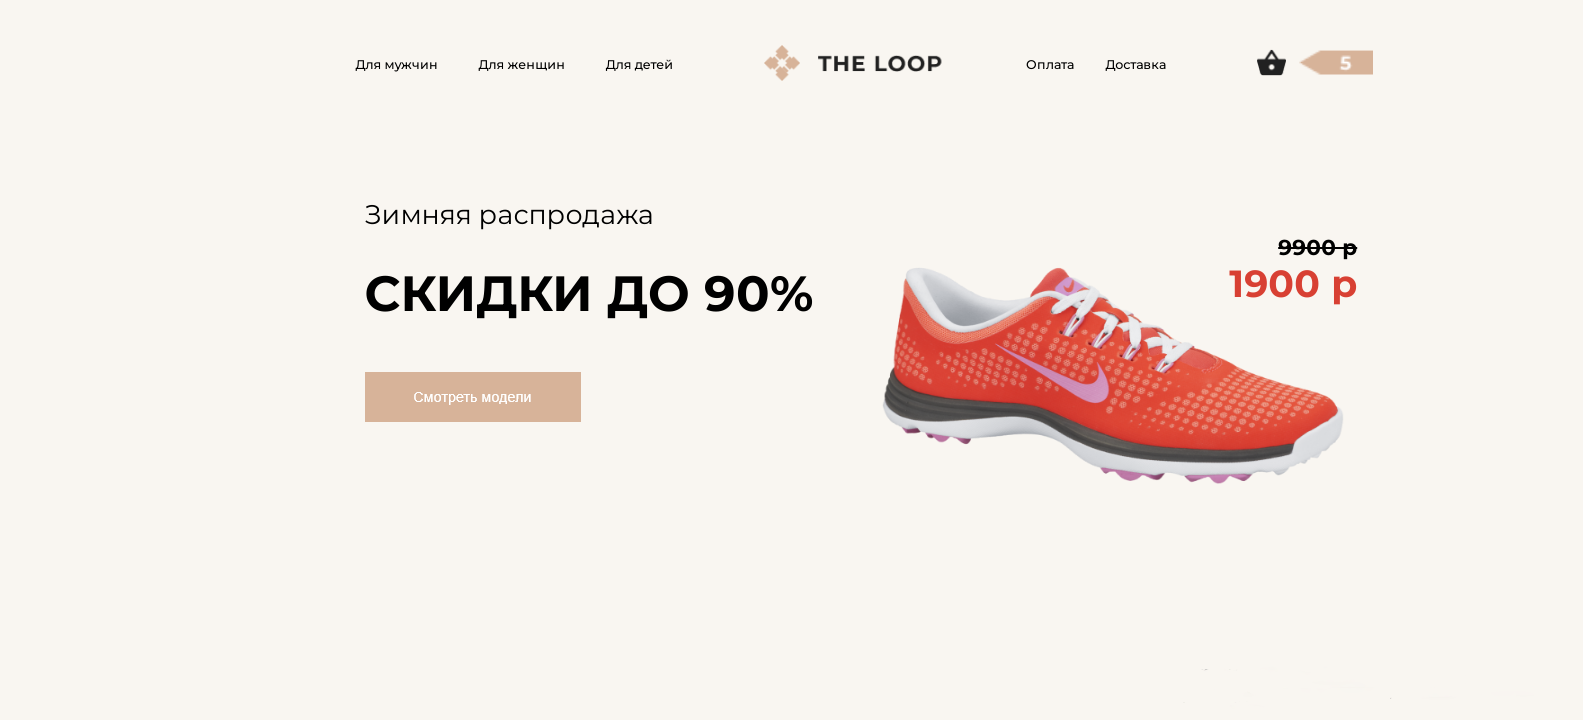 Для мужчин Для женщин Для детей THE LOOP Оплата Доставка 5
Зимняя распродажа
СКИДКИ ДО 90%
Смотреть модели
9900 р
1900 р